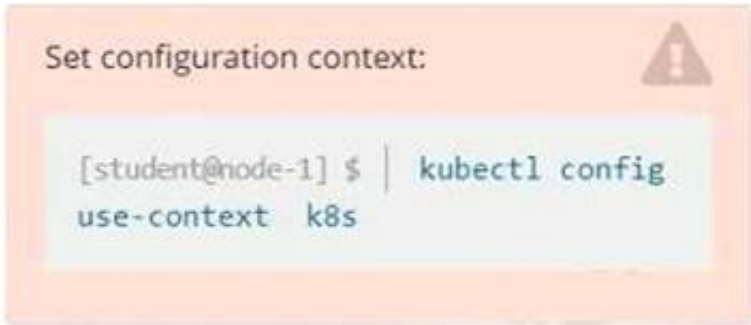 Set configuration context:
[student@node-1] $ | kubectl config
use-context k8s